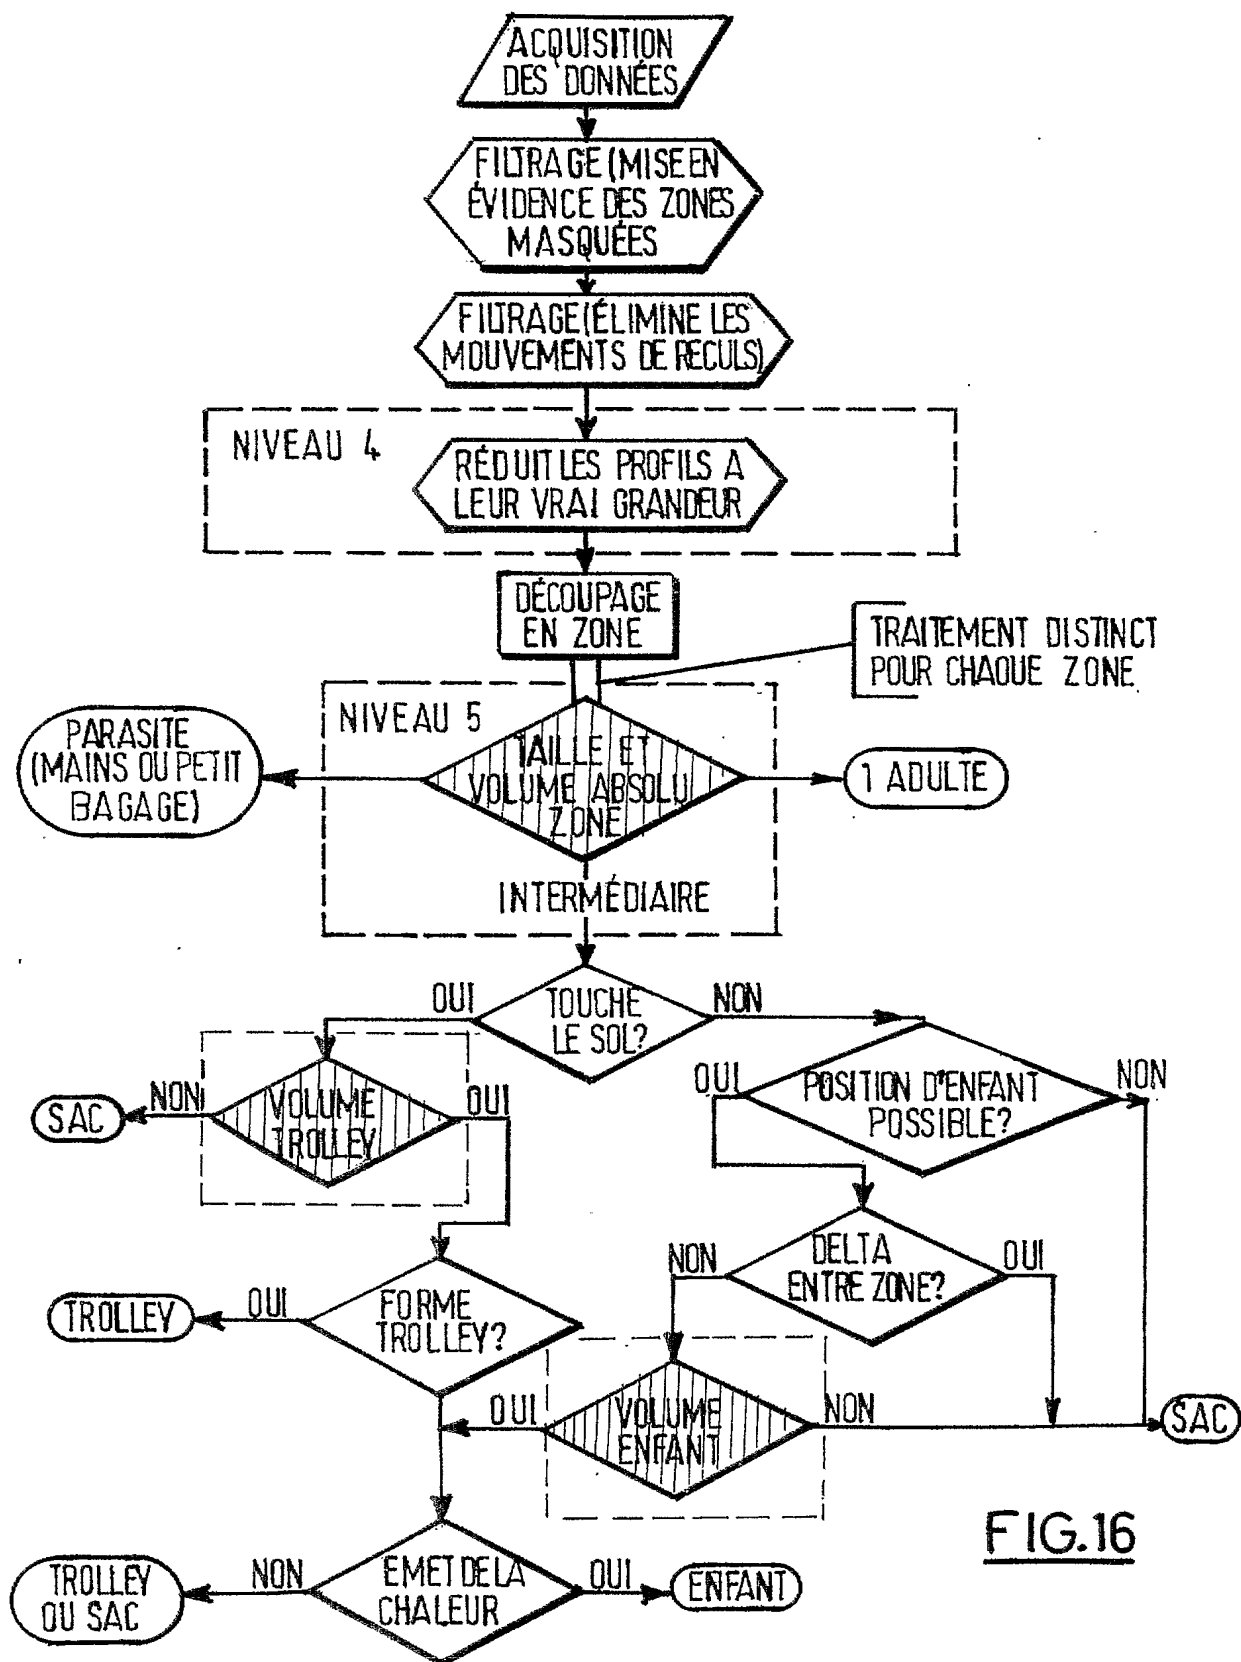 ACQUISITION
DES DONNÉES
FILTRAGE (MISE EN
ÉVIDENCE DES ZONES
MASQUÉES
FILTRAGE (ÉLIMINE LES
MOUVEMENTS DE RECULS)
NIVEAU 4
RÉDUIT LES PROFILS A
LEUR VRAI GRANDEUR
DÉCOUPAGE
EN ZONE
TRAITEMENT DISTINCT
POUR CHAQUE ZONE
NIVEAU 5
PARASITE
(MAINS OU PETIT
BAGAGE)
TAILLE ET
VOLUME ABSOLU
ZONE
1 ADULTE
INTERMÉDIAIRE
OUI
TOUCHE
LE SOL?
NON
NON
VOLUME
TROLLEY
OUI
SAC
OUI
POSITION D'ENFANT
POSSIBLE?
NON
NON
DELTA
ENTRE ZONE?
OUI
TROLLEY
OUI
FORME
TROLLEY?
OUI
VOLUME
ENFANT
NON
SAC
FIG.16
TROLLEY
OU SAC
NON
EMET DE LA
CHALEUR
OUI
ENFANT